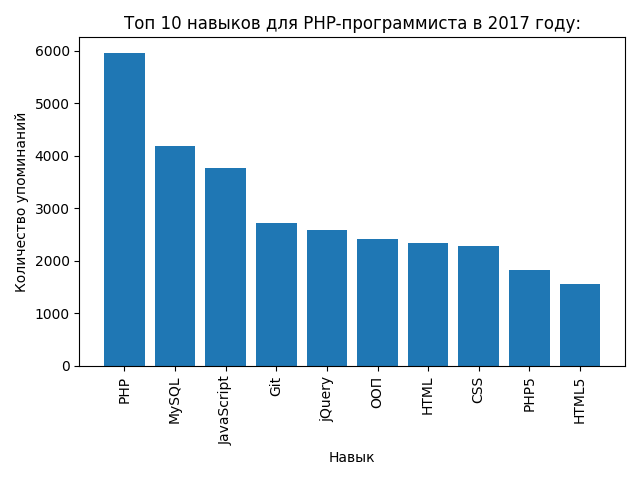 Топ 10 навыков для PHP-программиста в 2017 году:
Количество упоминаний
6000
5000
4000
3000
2000
1000
0
PHP
MySQL
JavaScript
Git
jQuery
ООП
HTML
CSS
PHP5
HTML5
Навык